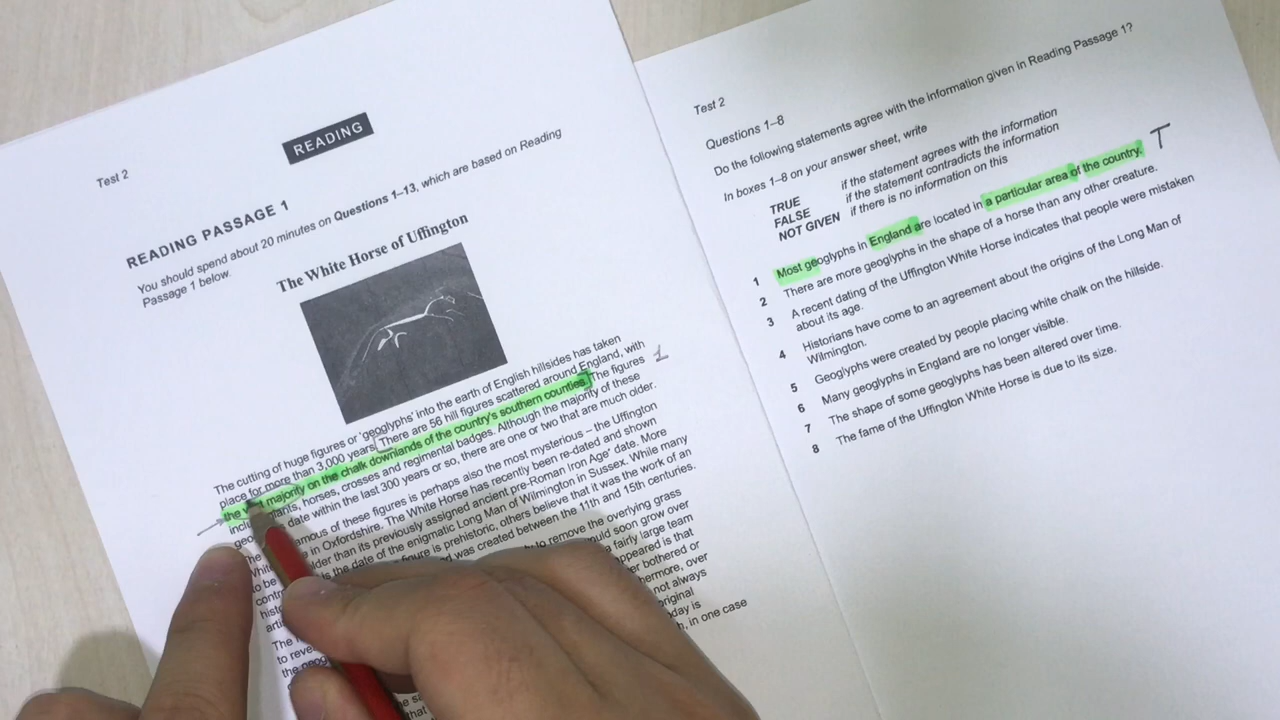 Test 2
READING
READING PASSAGE 1
You should spend about 20 minutes on Questions 1–13, which are based on Reading
Passage 1 below.
The White Horse of Uffington
The cutting of huge figures or 'geoglyphs' into the earth of English hillsides has taken
place for more than 3,000 years. There are 56 hill figures scattered around England, with
the vast majority on the chalk downlands of the country's southern counties. The figures
1
giants, horses, crosses and regimental badges. Although the majority of these
date within the last 300 years or so, there are one or two that are much older.
of these figures is perhaps also the most mysterious – the Uffington
in Oxfordshire. The White Horse has recently been re-dated and shown
to be older than its previously assigned ancient pre-Roman Iron Age* date. More
is the date of the enigmatic Long Man of Wilmington in Sussex. While many
figure is prehistoric, others believe that it was the work of an
was created between the 11th and 15th centuries.
to remove the overlying grass
to reve
would soon grow over
the geog
a fairly large team
appeared is that
bothered or
over
not always
is
in one case
Test 2
Questions 1–8
Do the following statements agree with the information given in Reading Passage 1?
In boxes 1–8 on your answer sheet, write
TRUE if the statement agrees with the information
FALSE if the statement contradicts the information
NOT GIVEN if there is no information on this
1 Most geoglyphs in England are located in a particular area of the country. T
2 There are more geoglyphs in the shape of a horse than any other creature.
3 A recent dating of the Uffington White Horse indicates that people were mistaken
about its age.
4 Historians have come to an agreement about the origins of the Long Man of
Wilmington.
5 Geoglyphs were created by people placing white chalk on the hillside.
6 Many geoglyphs in England are no longer visible.
7 The shape of some geoglyphs has been altered over time.
8 The fame of the Uffington White Horse is due to its size.